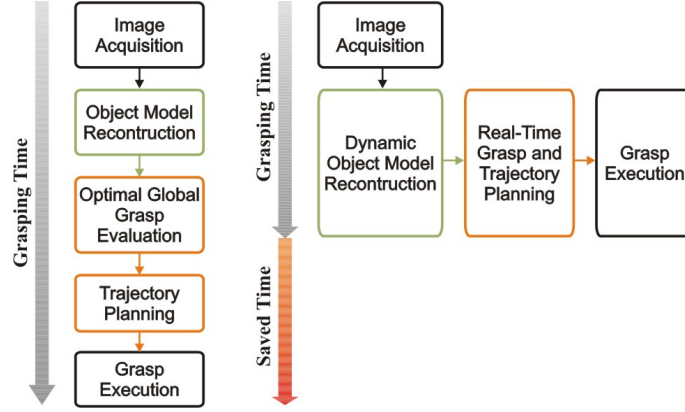 Grasping Time
Image
Acquisition
Object Model
Recontruction
Optimal Global
Grasp
Evaluation
Trajectory
Planning
Grasp
Execution
Grasping Time
Saved Time
Image
Acquisition
Dynamic
Object Model
Recontruction
Real-Time
Grasp and
Trajectory
Planning
Grasp
Execution